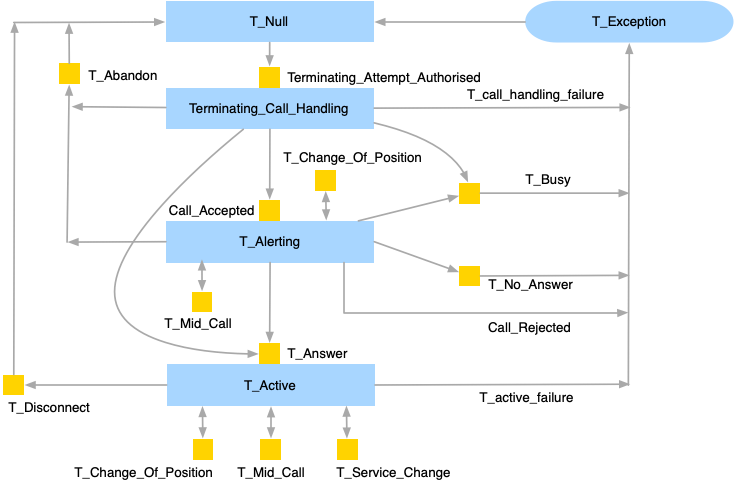 T_Null
T_Exception
T_Abandon
Terminating_Attempt_Authorised
T_call_handling_failure
Terminating_Call_Handling
T_Change_Of_Position
T_Busy
Call_Accepted
T_Alerting
T_No_Answer
T_Mid_Call
Call_Rejected
T_Answer
T_Active
T_active_failure
T_Disconnect
T_Change_Of_Position
T_Mid_Call
T_Service_Change